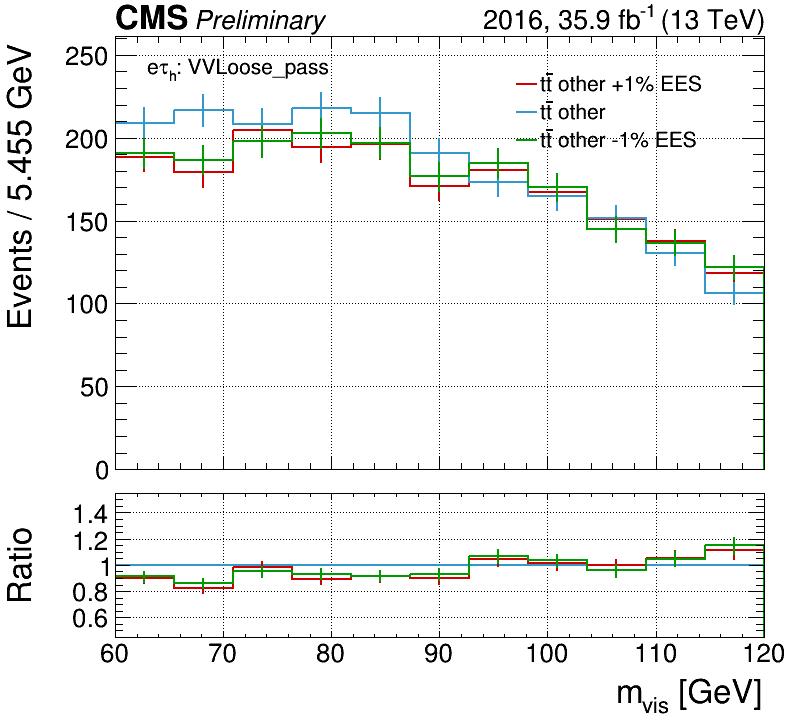 CMS Preliminary 2016, 35.9 fb⁻¹ (13 TeV)
Events / 5.455 GeV
250
200
150
100
50
0
eτₕ: VVLoose_pass
tt̄ other +1% EES
tt̄ other
tt̄ other -1% EES
Ratio
1.4
1.2
1
0.8
0.6
60 70 80 90 100 110 120
m_vis [GeV]